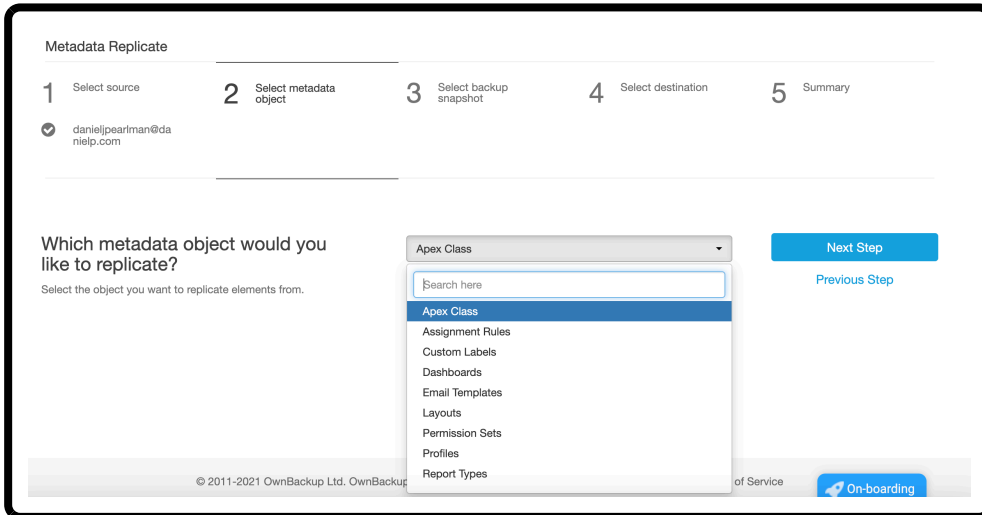 Metadata Replicate
1 Select source
2 Select metadata
object
3 Select backup
snapshot
4 Select destination
5 Summary
danieljpearlman@da
nielp.com
Which metadata object would you
like to replicate?
Select the object you want to replicate elements from.
Apex Class
Search here
Apex Class
Assignment Rules
Custom Labels
Dashboards
Email Templates
Layouts
Permission Sets
Profiles
Report Types
Next Step
Previous Step
© 2011-2021 OwnBackup Ltd. OwnBackup
of Service
On-boarding